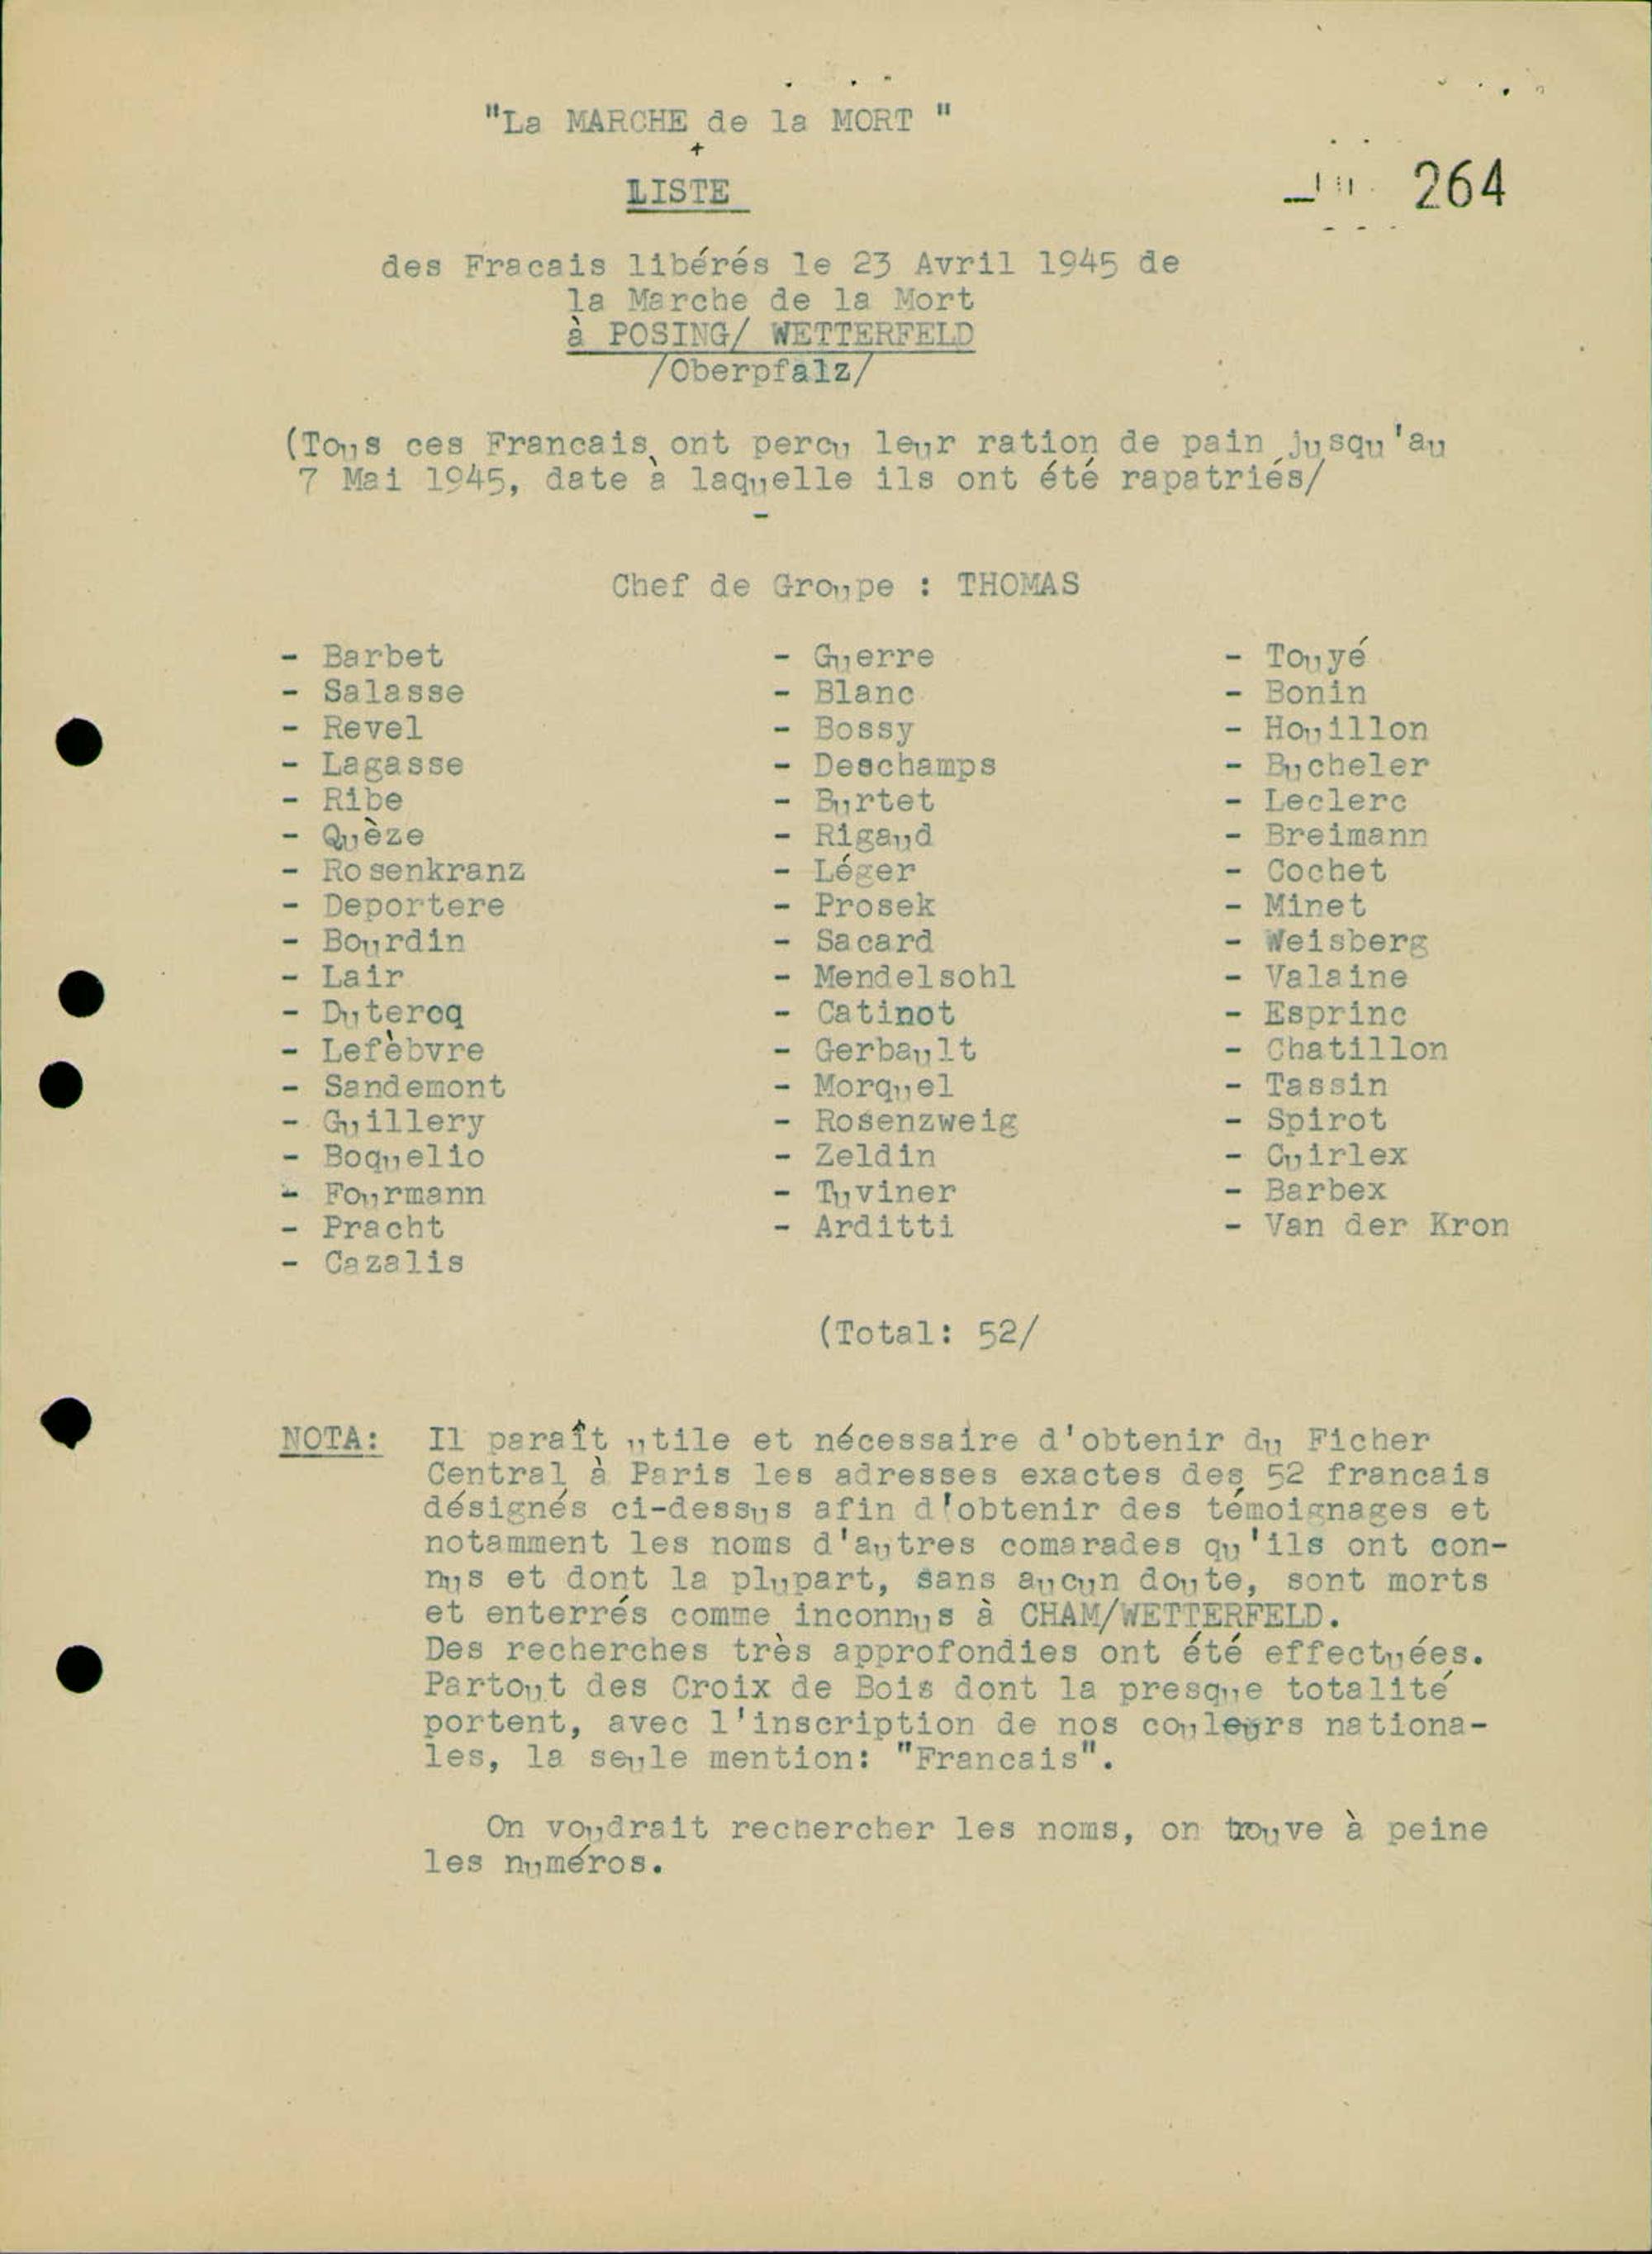 "La MARCHE de la MORT "
+
LISTE
264
des Fracais libérés le 23 Avril 1945 de
la Marche de la Mort
à POSING/ WETTERFELD
/Oberpfalz/
(Tous ces Francais ont percu leur ration de pain jusqu'au
7 Mai 1945, date à laquelle ils ont été rapatriés/
-
Chef de Groupe : THOMAS
- Barbet
- Salasse
- Revel
- Lagasse
- Ribe
- Quèze
- Rosenkranz
- Deportere
- Bourdin
- Lair
- Dutercq
- Lefèbvre
- Sandemont
- Guillery
- Boquelio
- Fourmann
- Pracht
- Cazalis
- Guerre
- Blanc
- Bossy
- Deschamps
- Burtet
- Rigaud
- Léger
- Prosek
- Sacard
- Mendelsohl
- Catinot
- Gerbault
- Morquel
- Rosenzweig
- Zeldin
- Tuviner
- Arditti
- Touyé
- Bonin
- Houillon
- Bucheler
- Leclerc
- Breimann
- Cochet
- Minet
- Weisberg
- Valaine
- Esprinc
- Chatillon
- Tassin
- Spirot
- Cuirlex
- Barbex
- Van der Kron
(Total: 52/
NOTA: Il paraît utile et nécessaire d'obtenir du Ficher
Central à Paris les adresses exactes des 52 francais
désignés ci-dessus afin d'obtenir des témoignages et
notamment les noms d'autres comarades qu'ils ont con-
nus et dont la plupart, sans aucun doute, sont morts
et enterrés comme inconnus à CHAM/WETTERFELD.
Des recherches très approfondies ont été effectuées.
Partout des Croix de Bois dont la presque totalité
portent, avec l'inscription de nos couleurs nationa-
les, la seule mention: "Francais".
On voudrait rechercher les noms, on trouve à peine
les numéros.